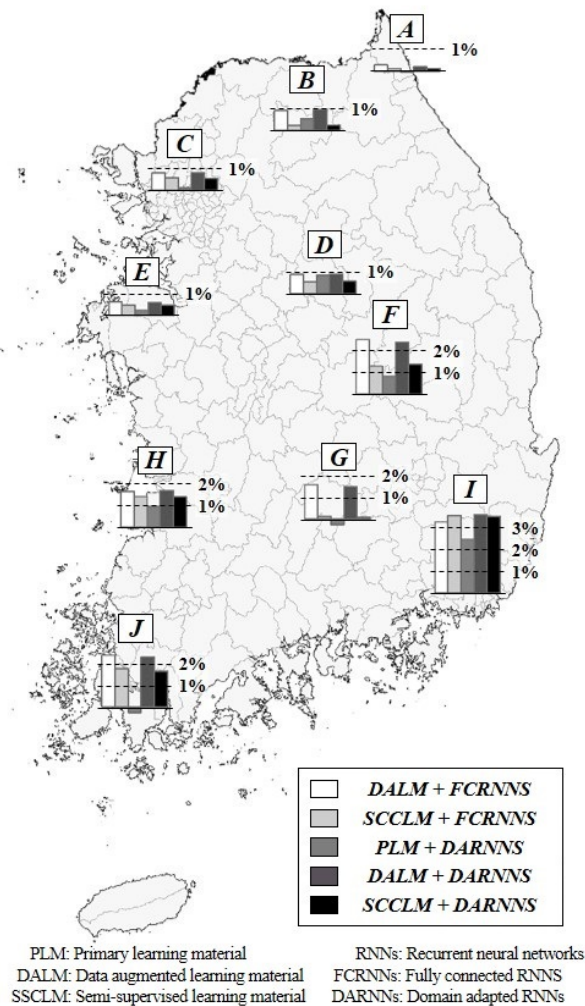 A
1%
B
1%
C
1%
D
1%
E
1%
F
2%
1%
G
2%
1%
H
2%
1%
I
3%
2%
1%
J
2%
1%
DALM + FCRNNS
SCCLM + FCRNNS
PLM + DARNNS
DALM + DARNNS
SCCLM + DARNNS
PLM: Primary learning material RNNs: Recurrent neural networks
DALM: Data augmented learning material FCRNNs: Fully connected RNNS
SSCLM: Semi-supervised learning material DARNNs: Domain adapted RNNs